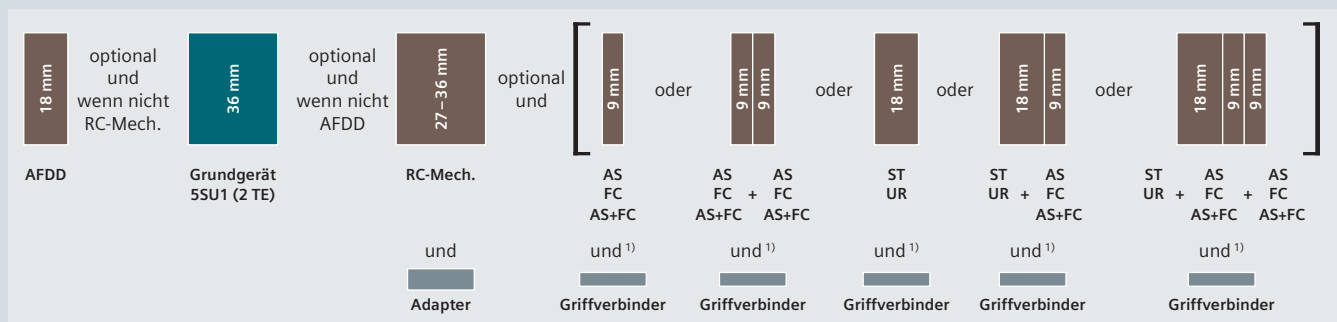 18 mm
optional
und
wenn nicht
RC-Mech.
36 mm
optional
und
wenn nicht
AFDD
27–36 mm
optional
und
9 mm
oder
9 mm
9 mm
oder
18 mm
oder
18 mm
9 mm
oder
18 mm
9 mm
9 mm
AFDD
Grundgerät
5SU1 (2 TE)
RC-Mech.
AS
FC
AS+FC
AS AS
FC + FC
AS+FC AS+FC
ST
UR
ST AS
UR + FC
AS+FC
ST AS AS
UR + FC + FC
AS+FC AS+FC
und
und 1)
und 1)
und 1)
und 1)
und 1)
Adapter
Griffverbinder
Griffverbinder
Griffverbinder
Griffverbinder
Griffverbinder